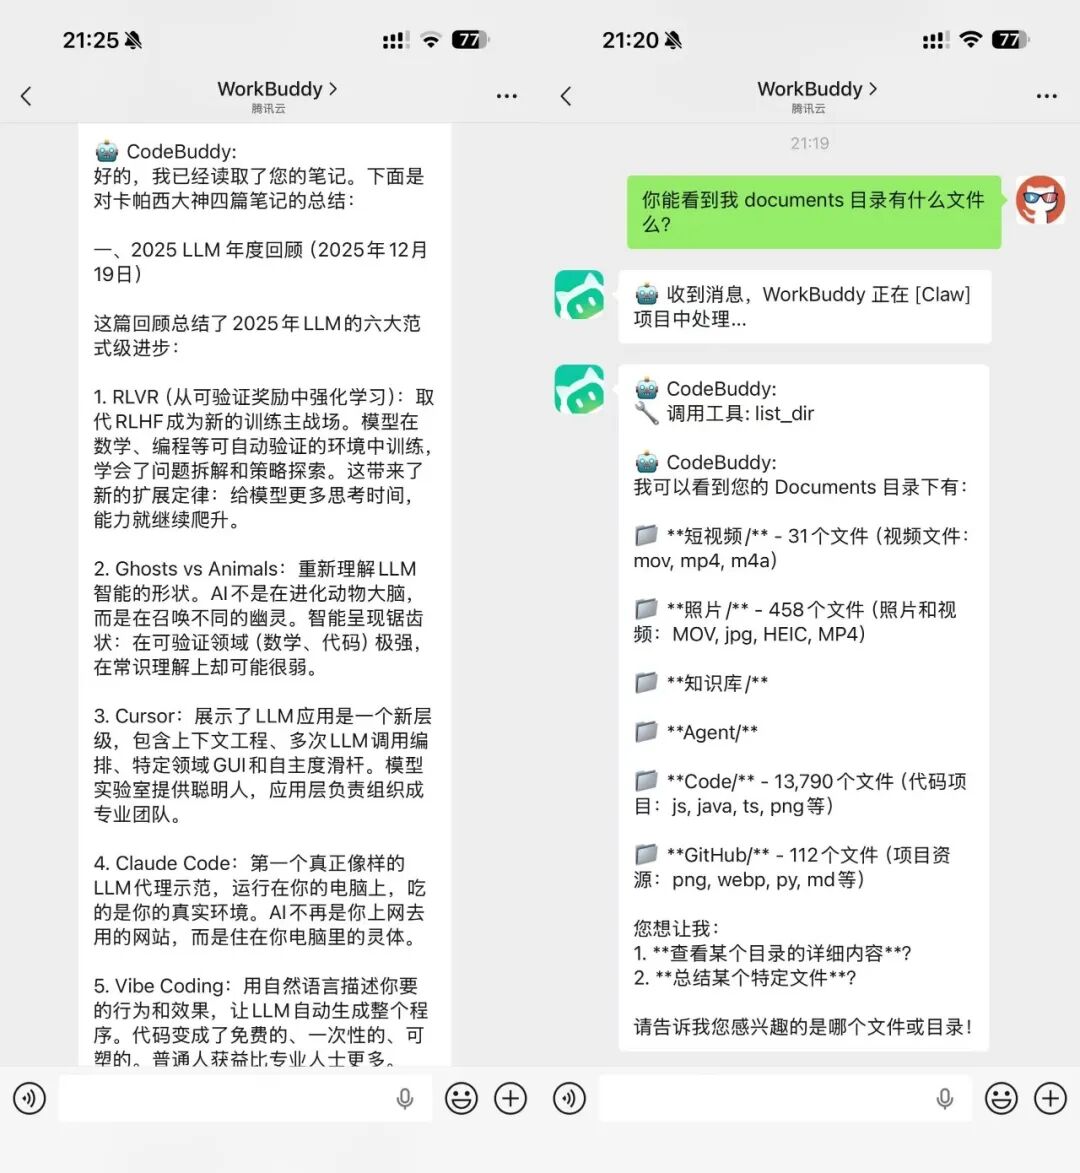 21:25
77
WorkBuddy
腾讯云
CodeBuddy:
好的，我已经读取了您的笔记。下面是
对卡帕西大神四篇笔记的总结：
一、2025 LLM 年度回顾（2025年12月
19日）
这篇回顾总结了2025年LLM的六大范
式级进步：
1. RLVR（从可验证奖励中强化学习）：取
代RLHF成为新的训练主战场。模型在
数学、编程等可自动验证的环境中训练，
学会了问题拆解和策略探索。这带来了
新的扩展定律：给模型更多思考时间，
能力就继续爬升。
2. Ghosts vs Animals：重新理解LLM
智能的形状。AI不是在进化动物大脑，
而是在召唤不同的幽灵。智能呈现锯齿
状：在可验证领域（数学、代码）极强，
在常识理解上却可能很弱。
3. Cursor：展示了LLM应用是一个新层
级，包含上下文工程、多次LLM调用编
排、特定领域GUI和自主度滑杆。模型
实验室提供聪明人，应用层负责组织成
专业团队。
4. Claude Code：第一个真正像样的
LLM代理示范，运行在你的电脑上，吃
的是你的真实环境。AI不再是你上网去
用的网站，而是住在你电脑里的灵体。
5. Vibe Coding：用自然语言描述你要
的行为和效果，让LLM自动生成整个程
序。代码变成了免费的、一次性的、可
塑的。普通人获益比专业人士更多。
21:20
77
WorkBuddy
腾讯云
21:19
你能看到我 documents 目录有什么文件
么？
收到消息，WorkBuddy 正在 [Claw]
项目中处理...
CodeBuddy:
调用工具: list_dir
CodeBuddy:
我可以看到您的 Documents 目录下有：
**短视频/** - 31个文件（视频文件：
mov, mp4, m4a）
**照片/** - 458个文件（照片和视
频：MOV, jpg, HEIC, MP4）
**知识库/**
**Agent/**
**Code/** - 13,790个文件（代码项
目：js, java, ts, png等）
**GitHub/** - 112个文件（项目资
源：png, webp, py, md等）
您想让我：
1. **查看某个目录的详细内容**？
2. **总结某个特定文件**？
请告诉我您感兴趣的是哪个文件或目录！